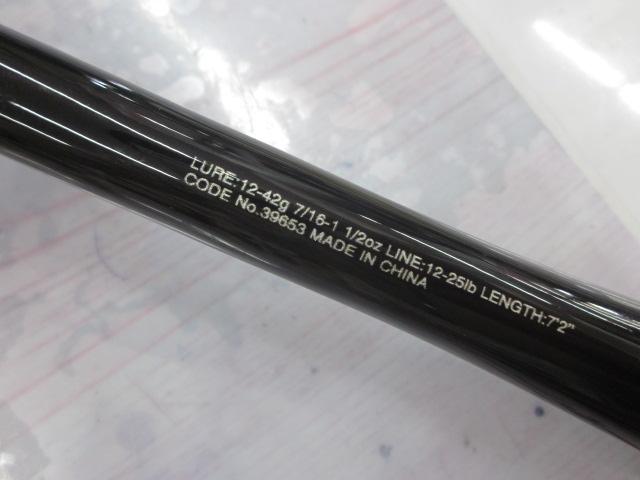 LURE:12-42g 7/16-1 1/2oz LINE:12-25lb LENGTH:7'2"
CODE No.39653 MADE IN CHINA